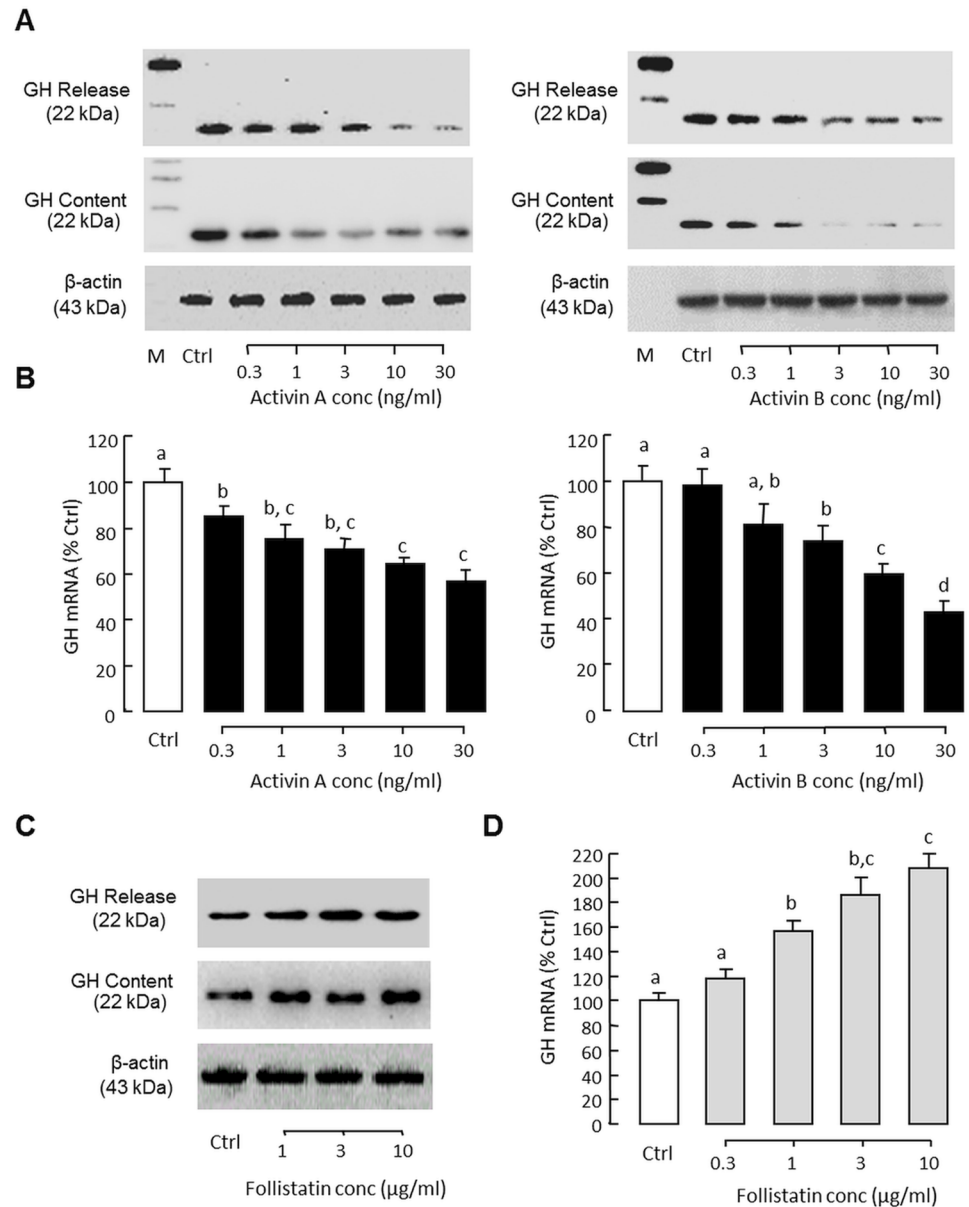 A
GH Release
(22 kDa)
GH Content
(22 kDa)
β-actin
(43 kDa)
M Ctrl
0.3 1 3 10 30
Activin A conc (ng/ml)
GH Release
(22 kDa)
GH Content
(22 kDa)
β-actin
(43 kDa)
M Ctrl
0.3 1 3 10 30
Activin B conc (ng/ml)
B
GH mRNA (% Ctrl)
120
100
80
60
40
20
0
a
b
b, c
b, c
c
c
Ctrl
0.3 1 3 10 30
Activin A conc (ng/ml)
GH mRNA (% Ctrl)
120
100
80
60
40
20
0
a
a
a, b
b
c
d
Ctrl
0.3 1 3 10 30
Activin B conc (ng/ml)
C
GH Release
(22 kDa)
GH Content
(22 kDa)
β-actin
(43 kDa)
Ctrl
1 3 10
Follistatin conc (µg/ml)
D
GH mRNA (% Ctrl)
220
200
180
160
140
120
100
80
60
40
20
0
a
a
b
b,c
c
Ctrl
0.3 1 3 10
Follistatin conc (µg/ml)